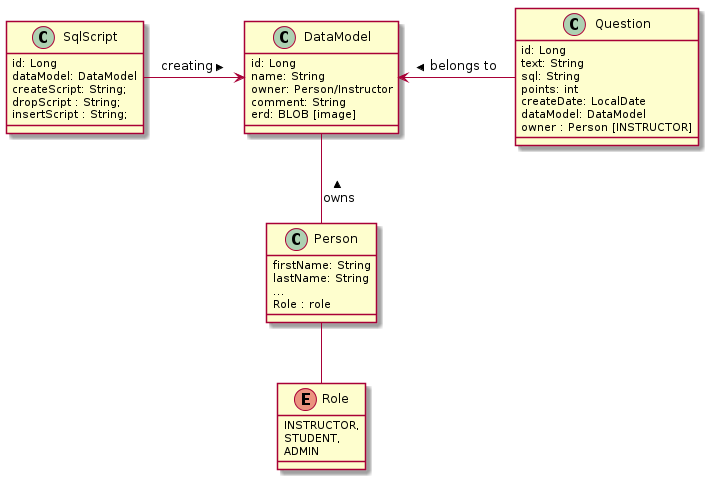 C SqlScript
id: Long
dataModel: DataModel
createScript: String;
dropScript : String;
insertScript : String;
creating
C DataModel
id: Long
name: String
owner: Person/Instructor
comment: String
erd: BLOB [image]
belongs to
C Question
id: Long
text: String
sql: String
points: int
createDate: LocalDate
dataModel: DataModel
owner : Person [INSTRUCTOR]
owns
C Person
firstName: String
lastName: String
...
Role : role
E Role
INSTRUCTOR,
STUDENT,
ADMIN